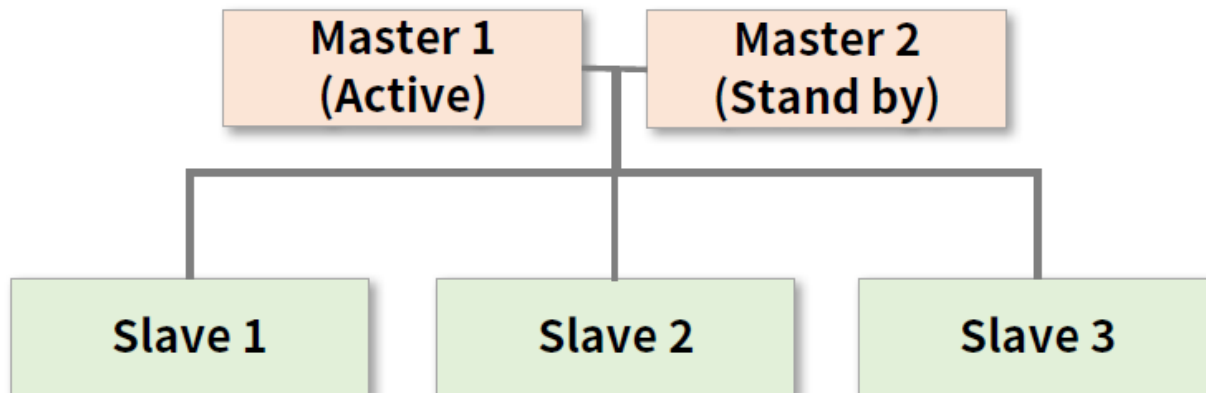 Master 1
(Active)
Master 2
(Stand by)
Slave 1
Slave 2
Slave 3